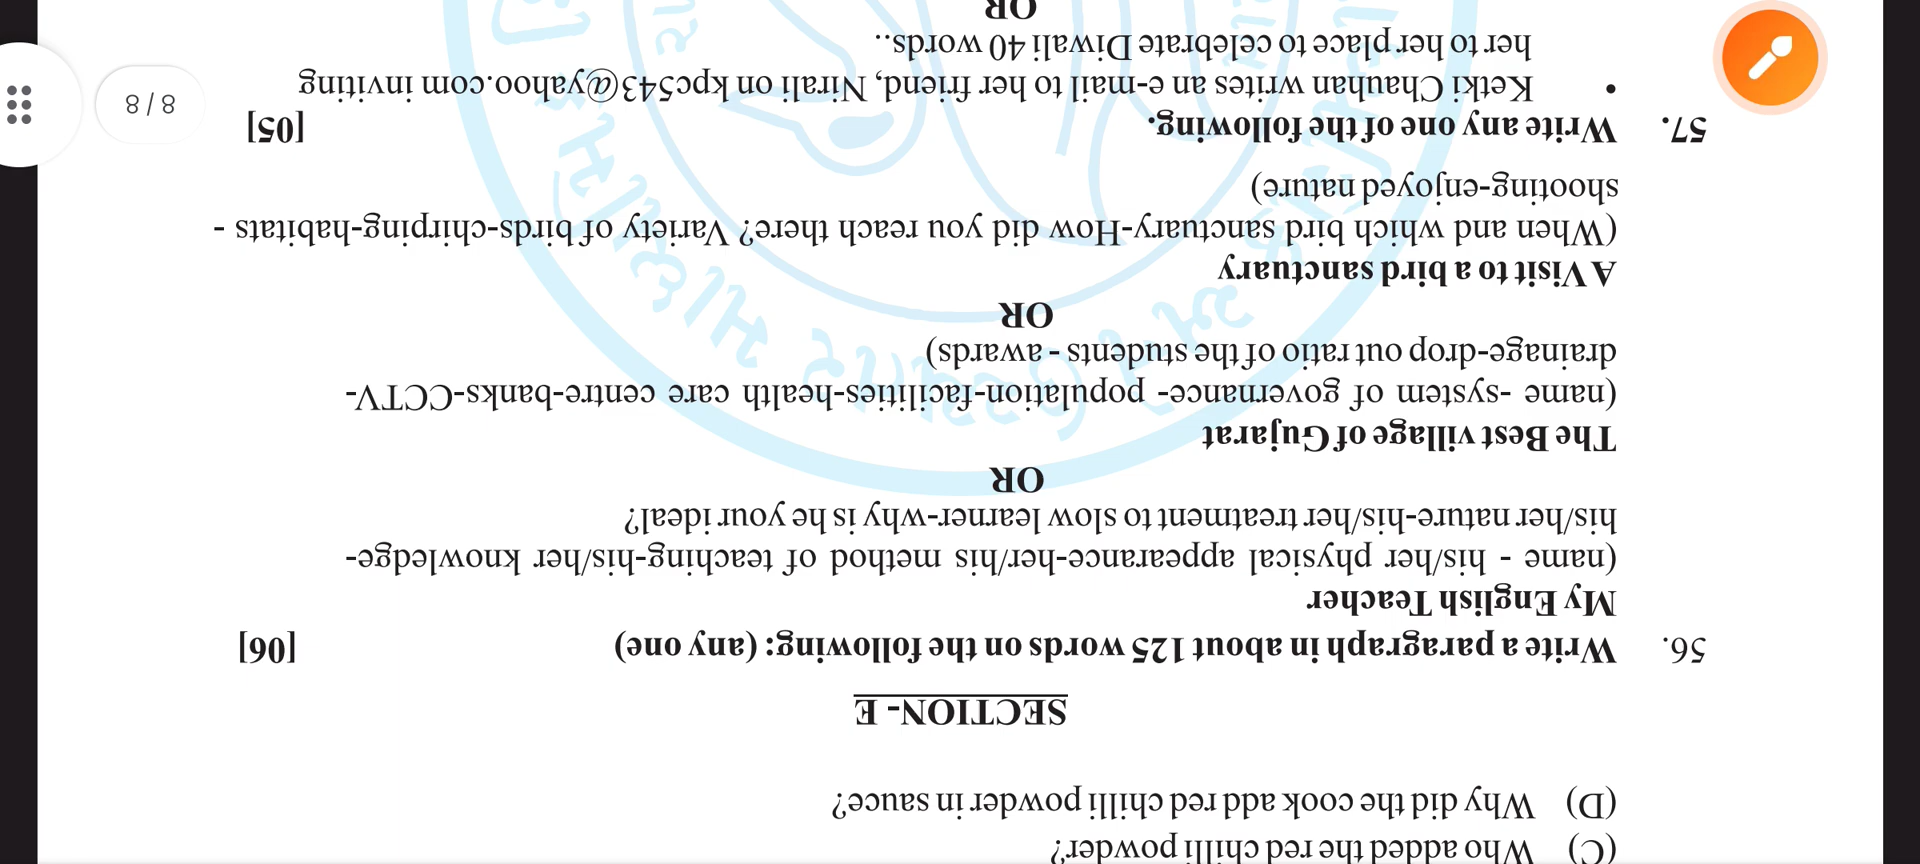 (C) Who added the red chilli powder?
(D) Why did the cook add red chilli powder in sauce?
SECTION- E
56. Write a paragraph in about 125 words on the following: (any one) [06]
My English Teacher
(name - his/her physical appearance-her/his method of teaching-his/her knowledge-
his/her nature-his/her treatment to slow learner-why is he your ideal?
OR
The Best village of Gujarat
(name -system of governance- population-facilities-health care centre-banks-CCTV-
drainage-drop out ratio of the students - awards)
OR
A Visit to a bird sanctuary
(When and which bird sanctuary-How did you reach there? Variety of birds-chirping-habitats -
shooting-enjoyed nature)
57. Write any one of the following. [05]
• Ketki Chauhan writes an e-mail to her friend, Nirali on kpc543@yahoo.com inviting
her to her place to celebrate Diwali 40 words..
OR
8 / 8